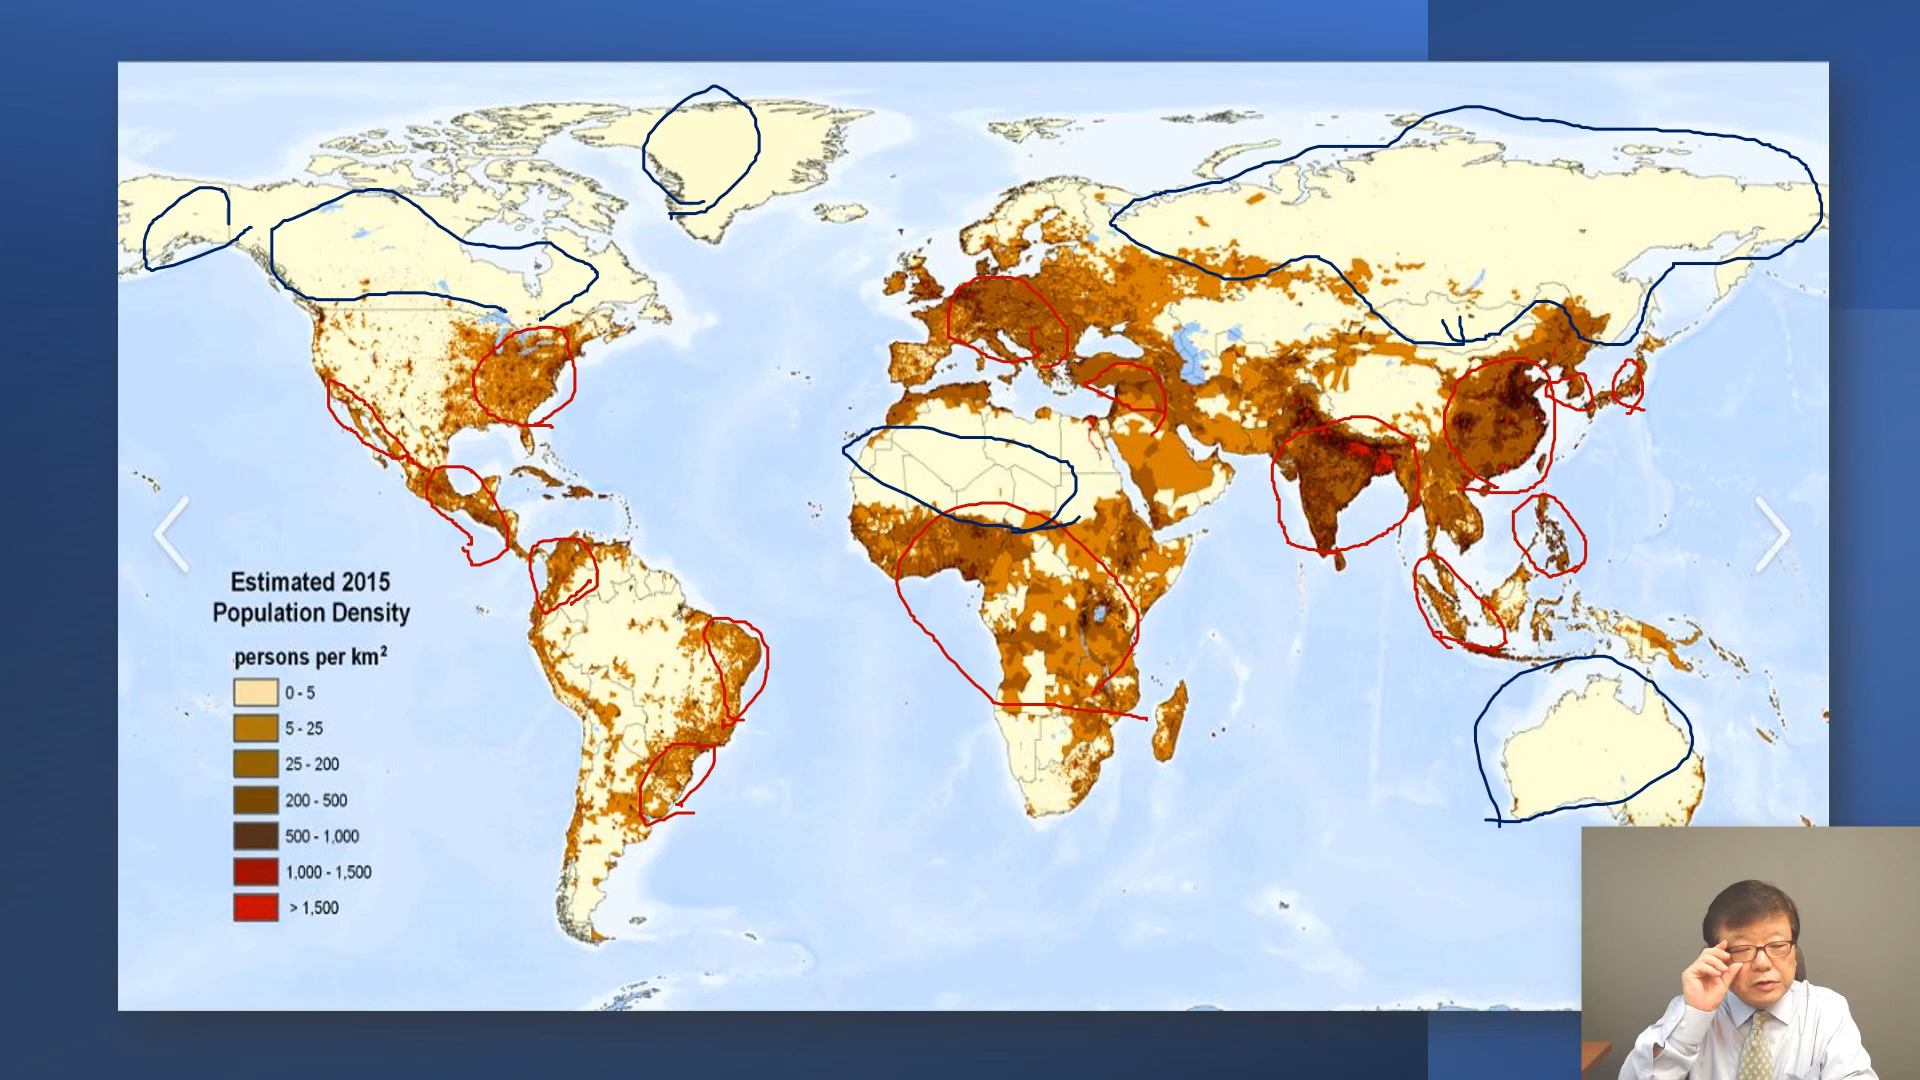 Estimated 2015
Population Density
persons per km²
0 - 5
5 - 25
25 - 200
200 - 500
500 - 1,000
1,000 - 1,500
> 1,500